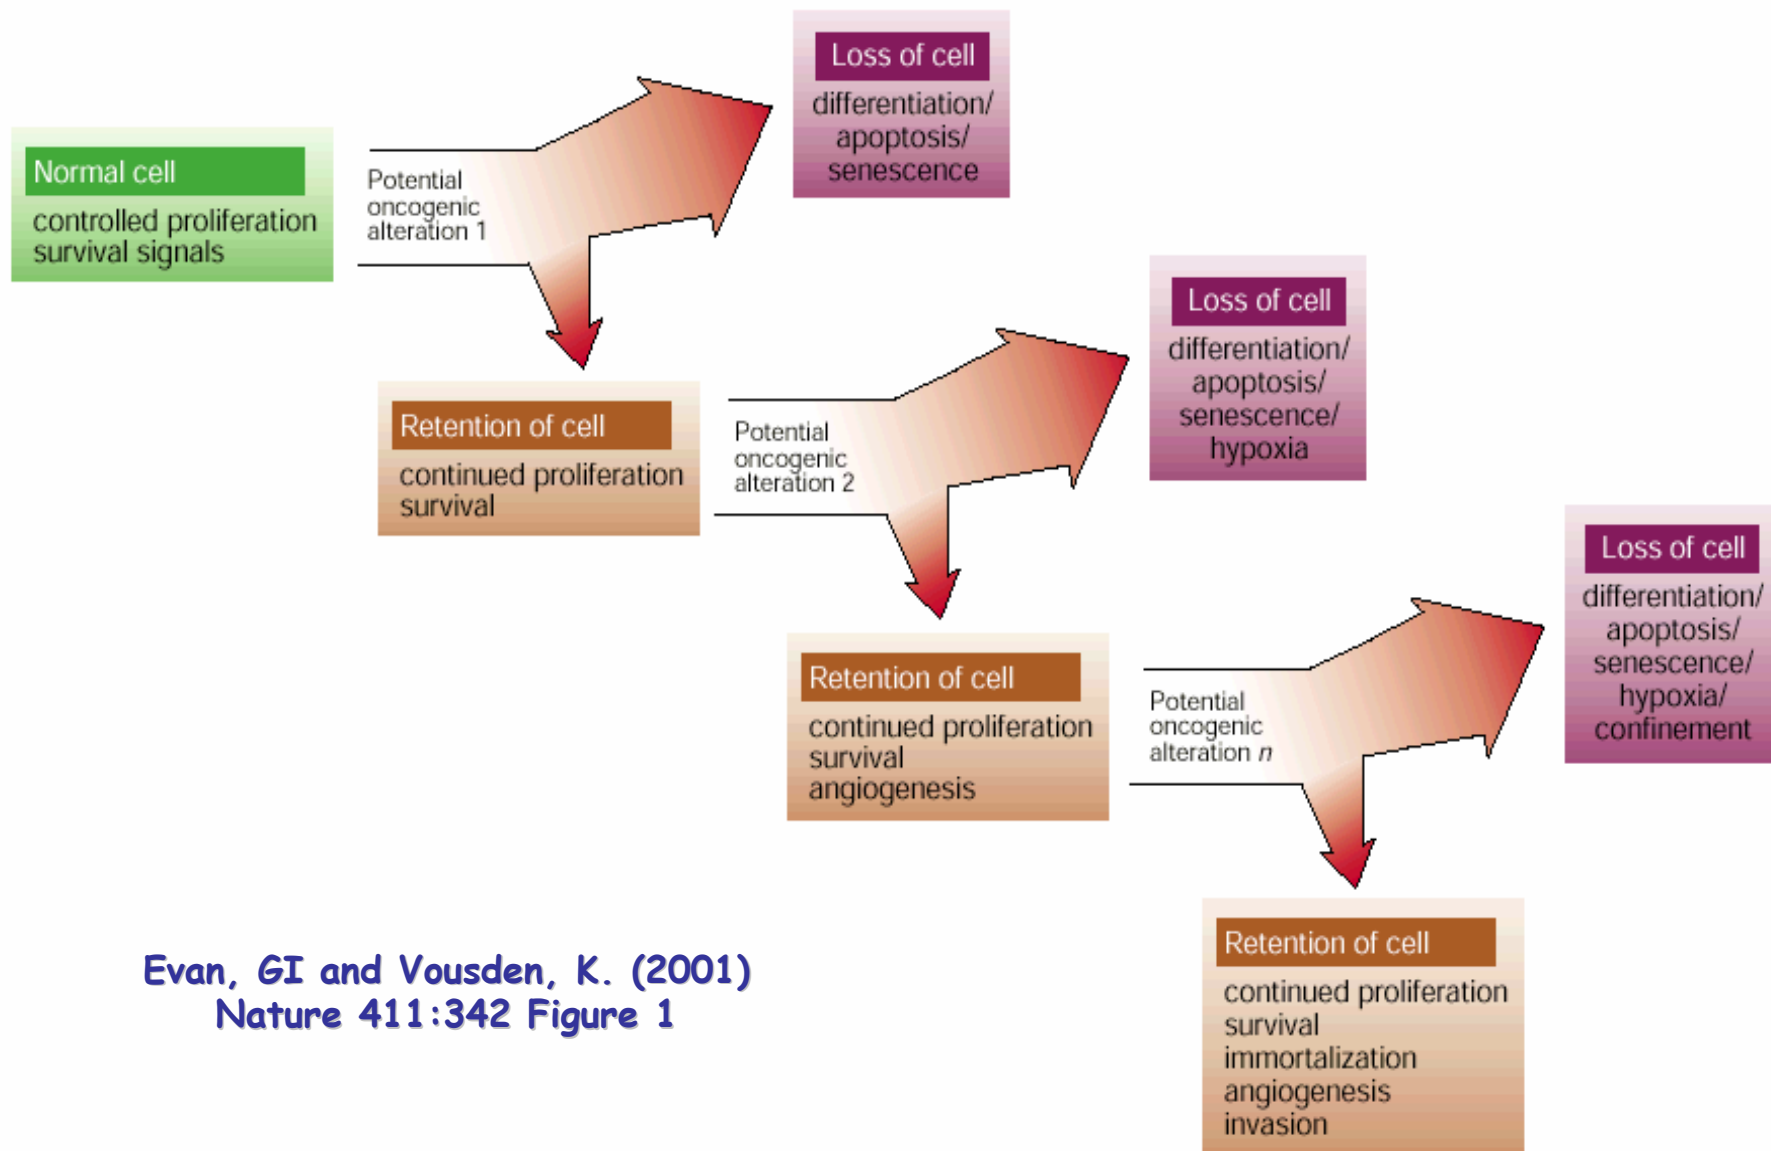 Loss of cell
differentiation/
apoptosis/
senescence
Normal cell
controlled proliferation
survival signals
Potential
oncogenic
alteration 1
Loss of cell
differentiation/
apoptosis/
senescence/
hypoxia
Retention of cell
continued proliferation
survival
Potential
oncogenic
alteration 2
Loss of cell
differentiation/
apoptosis/
senescence/
hypoxia/
confinement
Retention of cell
continued proliferation
survival
angiogenesis
Potential
oncogenic
alteration n
Retention of cell
continued proliferation
survival
immortalization
angiogenesis
invasion
Evan, GI and Vousden, K. (2001)
Nature 411:342 Figure 1